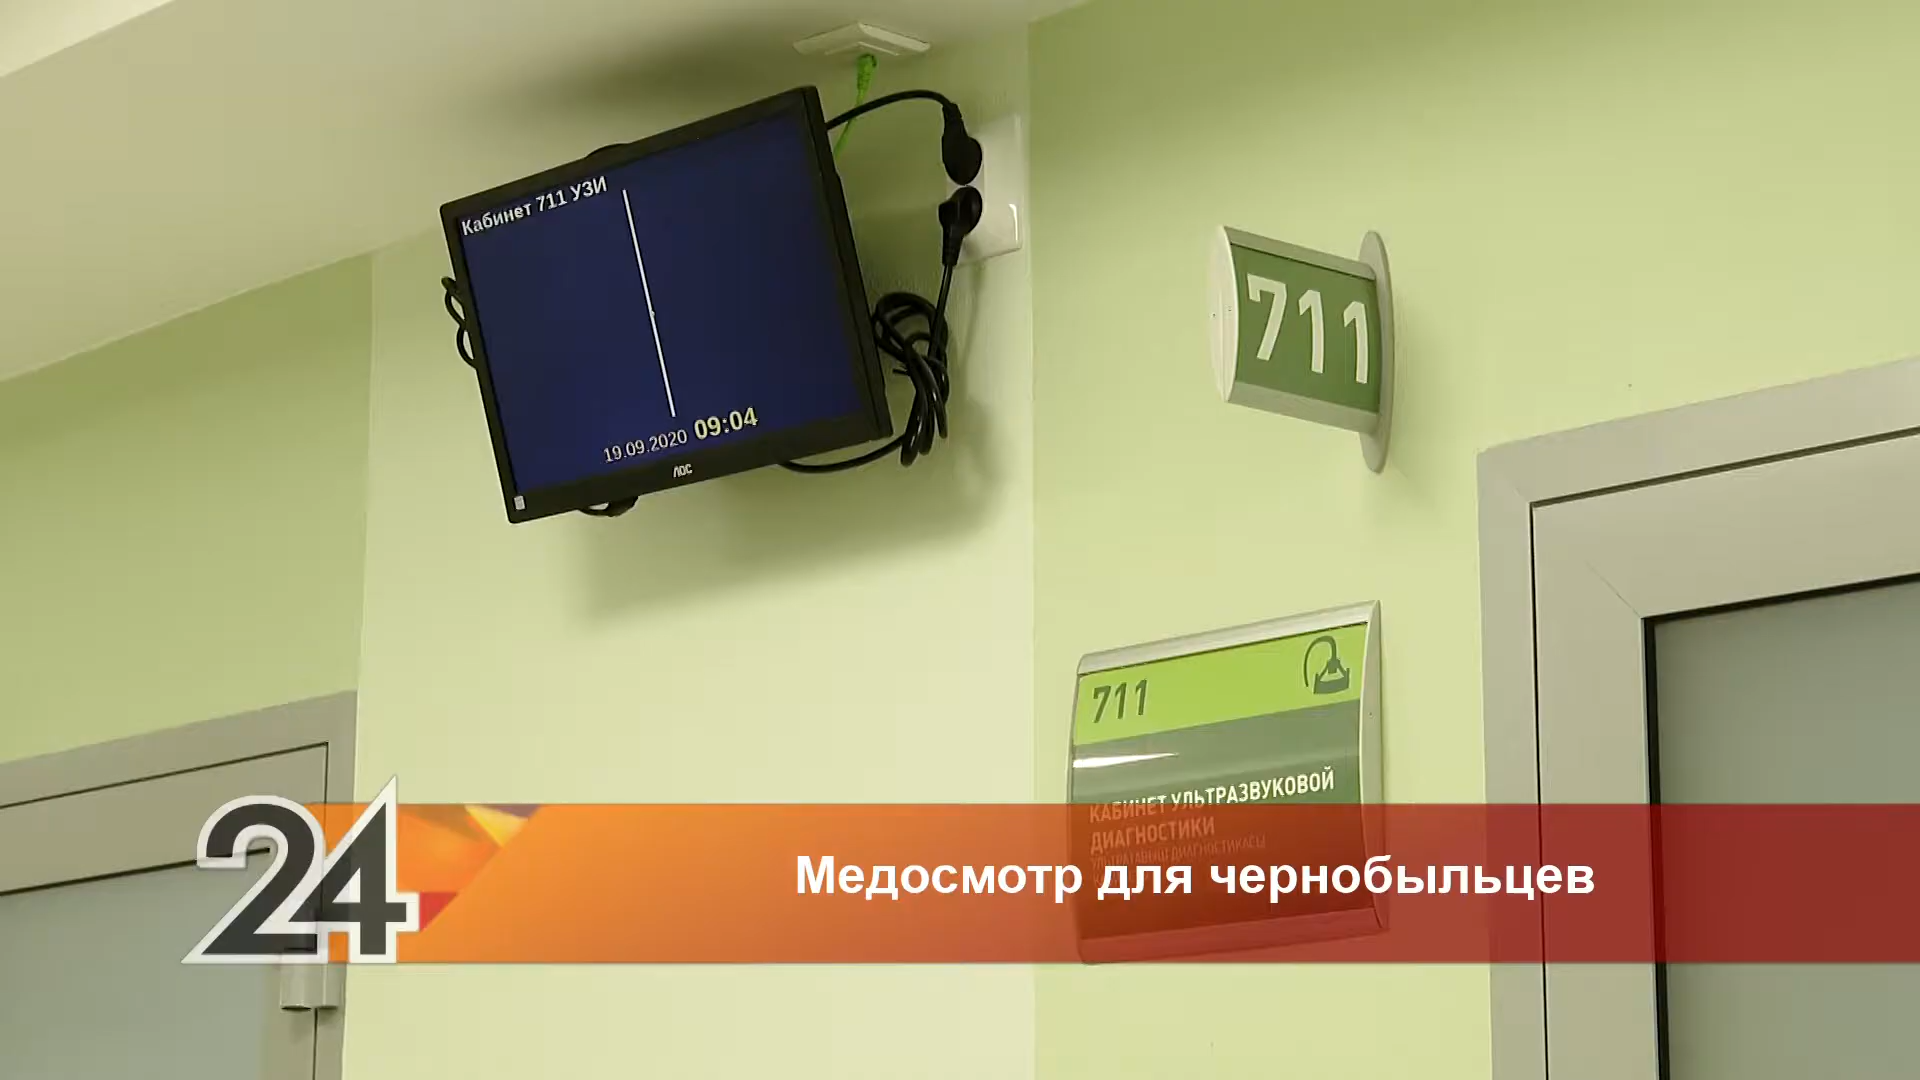 Кабинет 711 УЗИ
19.09.2020 09:04
AOC
711
711
КАБИНЕТ УЛЬТРАЗВУКОВОЙ
ДИАГНОСТИКИ
24
Медосмотр для чернобыльцев